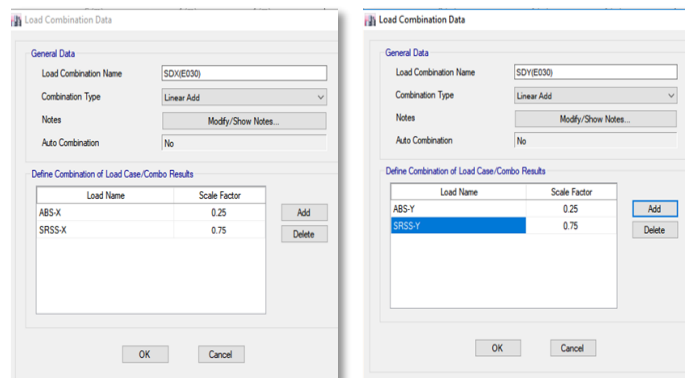 Load Combination Data
General Data
Load Combination Name SDX(E030)
Combination Type Linear Add
Notes Modify/Show Notes...
Auto Combination No
Define Combination of Load Case/Combo Results
Load Name Scale Factor
ABS-X 0.25 Add
SRSS-X 0.75 Delete
OK Cancel
Load Combination Data
General Data
Load Combination Name SDY(E030)
Combination Type Linear Add
Notes Modify/Show Notes...
Auto Combination No
Define Combination of Load Case/Combo Results
Load Name Scale Factor
ABS-Y 0.25 Add
SRSS-Y 0.75 Delete
OK Cancel